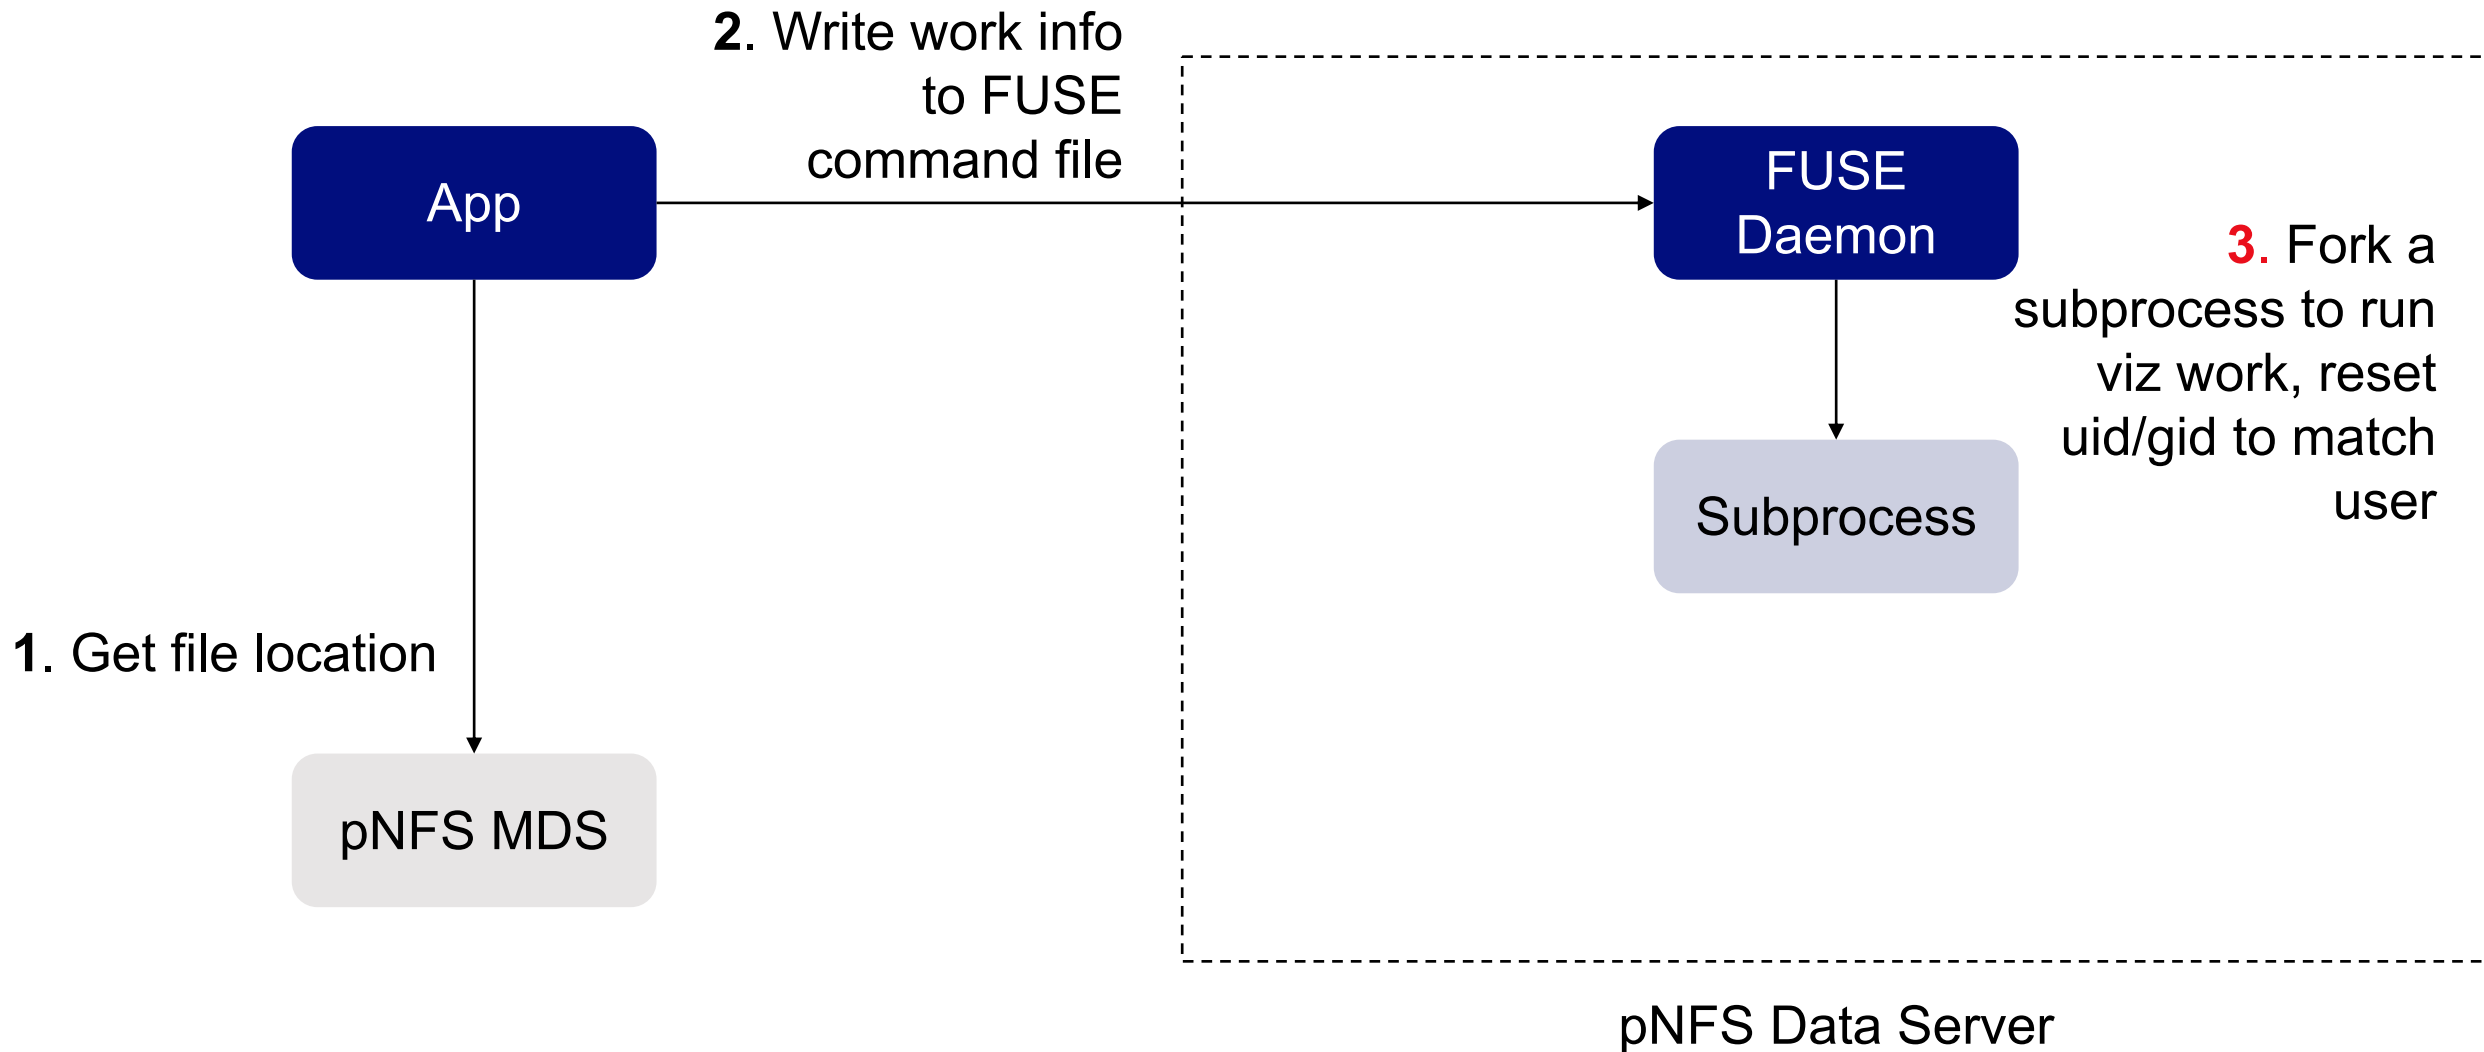 2. Write work info
to FUSE
command file
App
FUSE
Daemon
3. Fork a
subprocess to run
viz work, reset
uid/gid to match
user
Subprocess
1. Get file location
pNFS MDS
pNFS Data Server